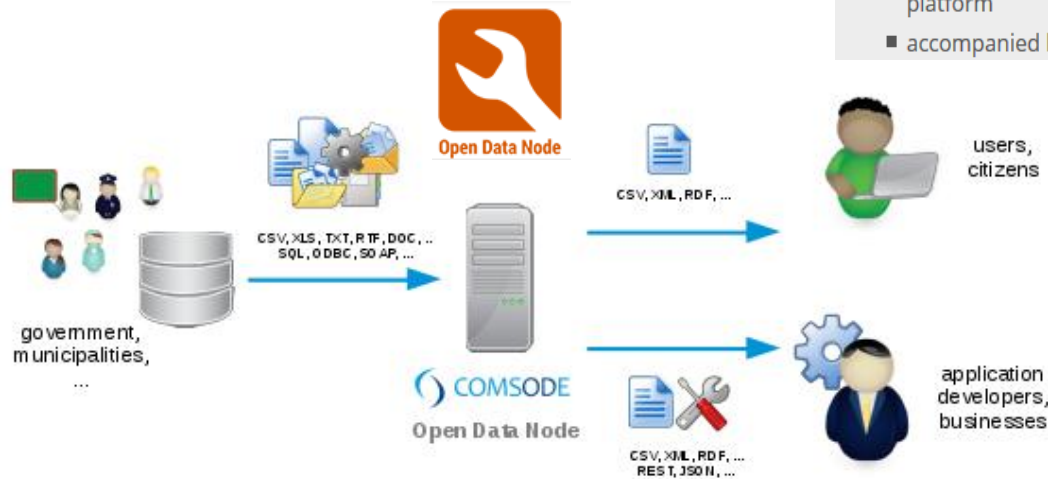 platform
■ accompanied
Open Data Node
CSV, XLS, TXT, RTF, DOC, ..
SQL, ODBC, SOAP, ...
CSV, XML, RDF, ...
users,
citizens
government,
municipalities,
...
COMSODE
Open Data Node
application
developers,
businesses
CSV, XML, RDF, ...
REST, JSON, ...